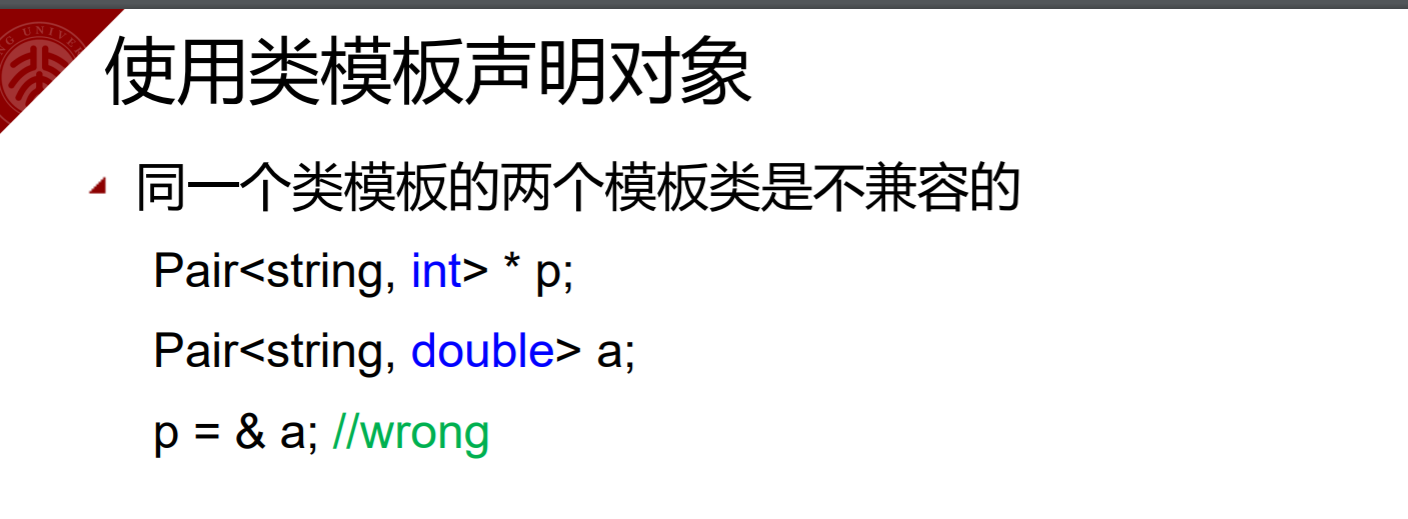 使用类模板声明对象
同一个类模板的两个模板类是不兼容的
Pair<string, int> * p;
Pair<string, double> a;
p = & a; //wrong